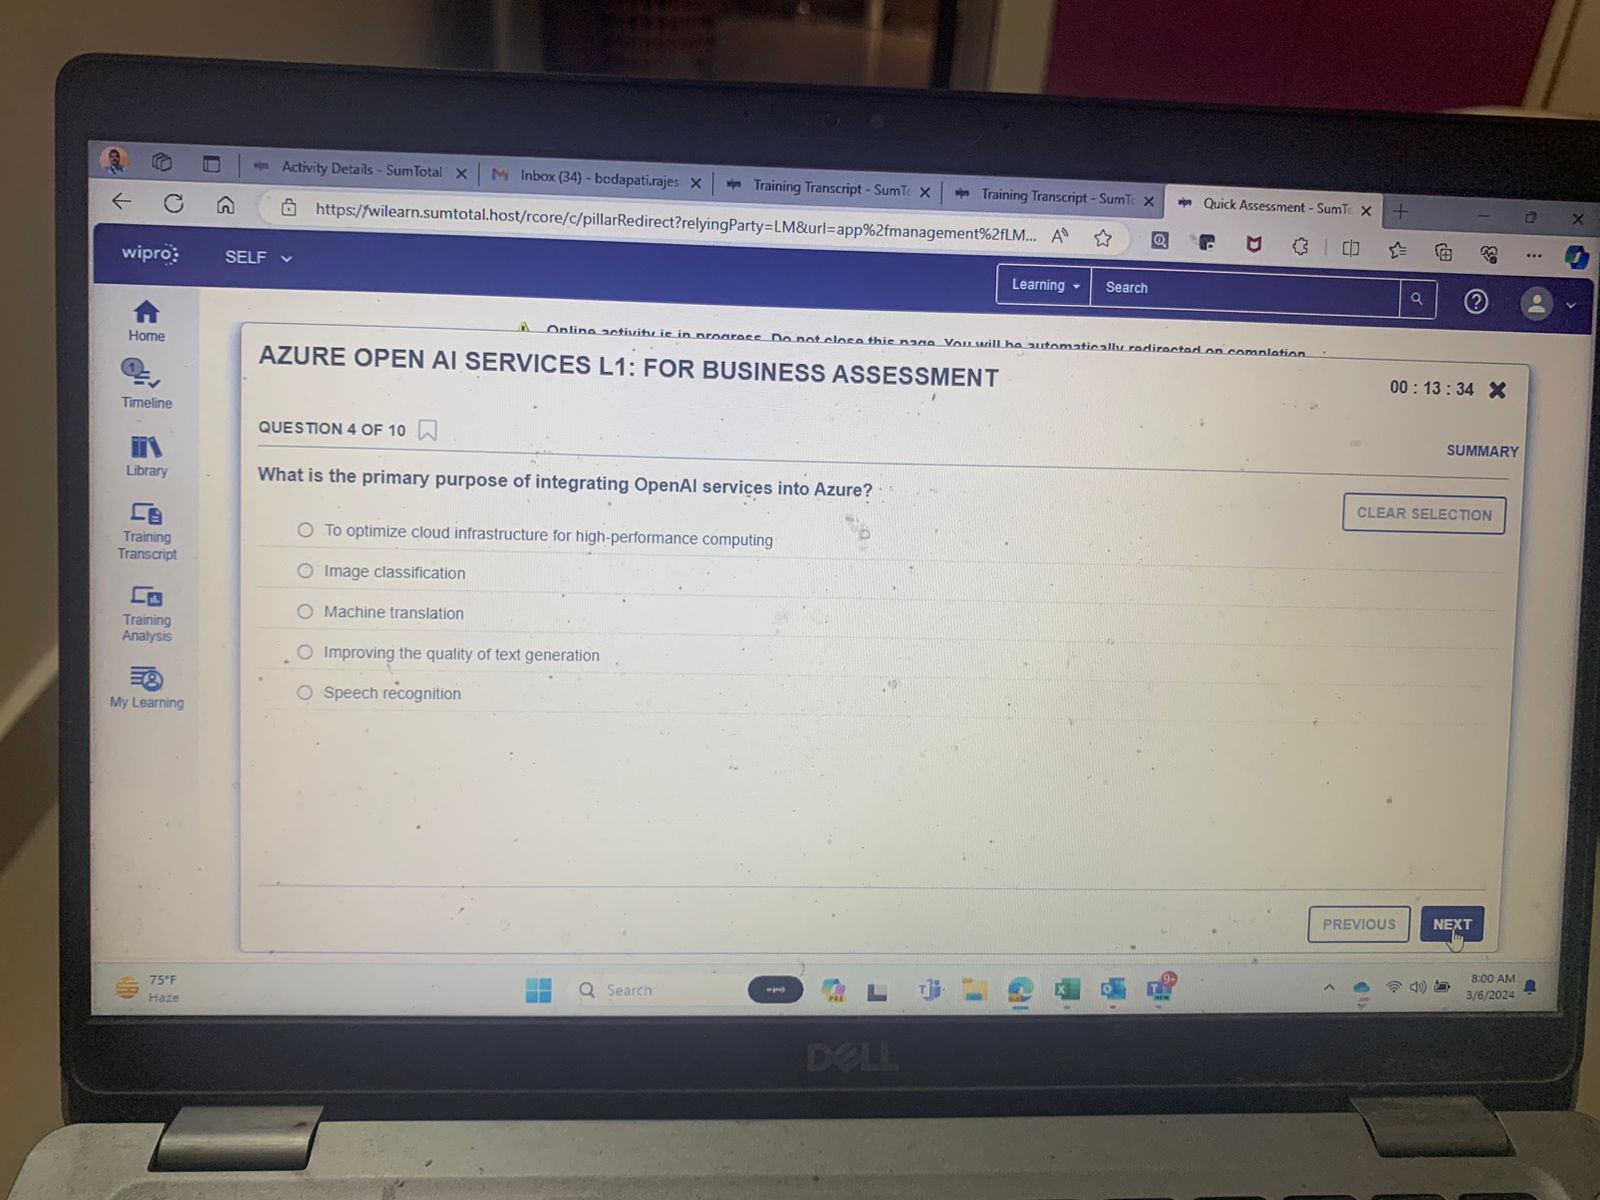 Activity Details - SumTotal
Inbox (34) - bodapati.rajes
Training Transcript - SumTo
Training Transcript - SumTo
Quick Assessment - SumTo
https://wilearn.sumtotal.host/rcore/c/pillarRedirect?relyingParty=LM&url=app%2fmanagement%2fLM...
wipro
SELF
Learning
Search
Home
1
Timeline
Library
Training
Transcript
Training
Analysis
My Learning
Online activity is in progress. Do not close this page. You will be automatically redirected on completion
AZURE OPEN AI SERVICES L1: FOR BUSINESS ASSESSMENT
00 : 13 : 34
QUESTION 4 OF 10
SUMMARY
What is the primary purpose of integrating OpenAI services into Azure?
CLEAR SELECTION
To optimize cloud infrastructure for high-performance computing
Image classification
Machine translation
Improving the quality of text generation
Speech recognition
PREVIOUS
NEXT
75°F
Haze
Search
PRE
9+
NEW
8:00 AM
3/6/2024
DELL